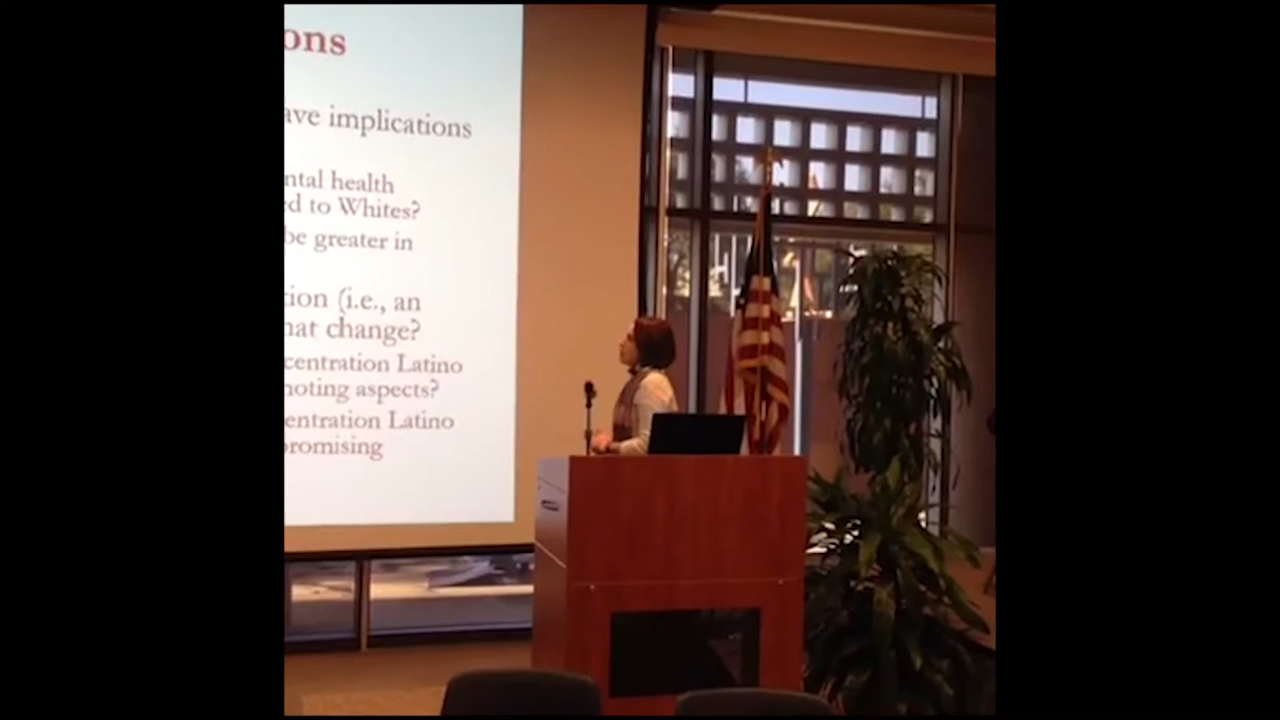 ons
ave implications
ntal health
ed to Whites?
be greater in
tion (i.e., an
hat change?
centration Latino
noting aspects?
entration Latino
promising